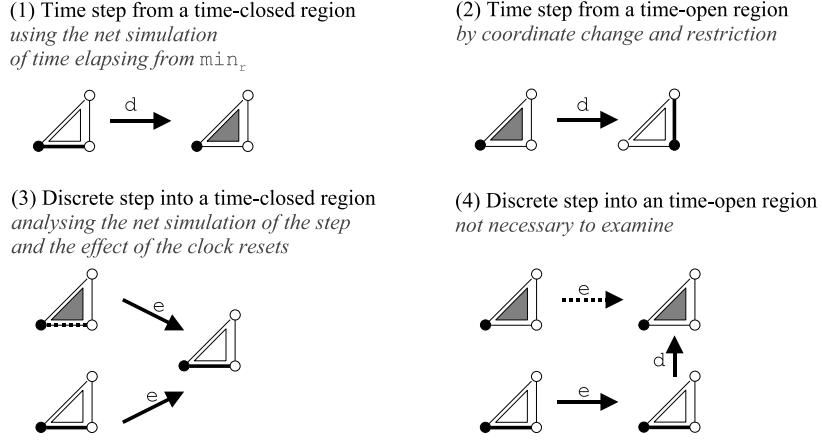 (1) Time step from a time-closed region
using the net simulation
of time elapsing from min_r
d
(2) Time step from a time-open region
by coordinate change and restriction
d
(3) Discrete step into a time-closed region
analysing the net simulation of the step
and the effect of the clock resets
e
e
(4) Discrete step into an time-open region
not necessary to examine
e
d
e